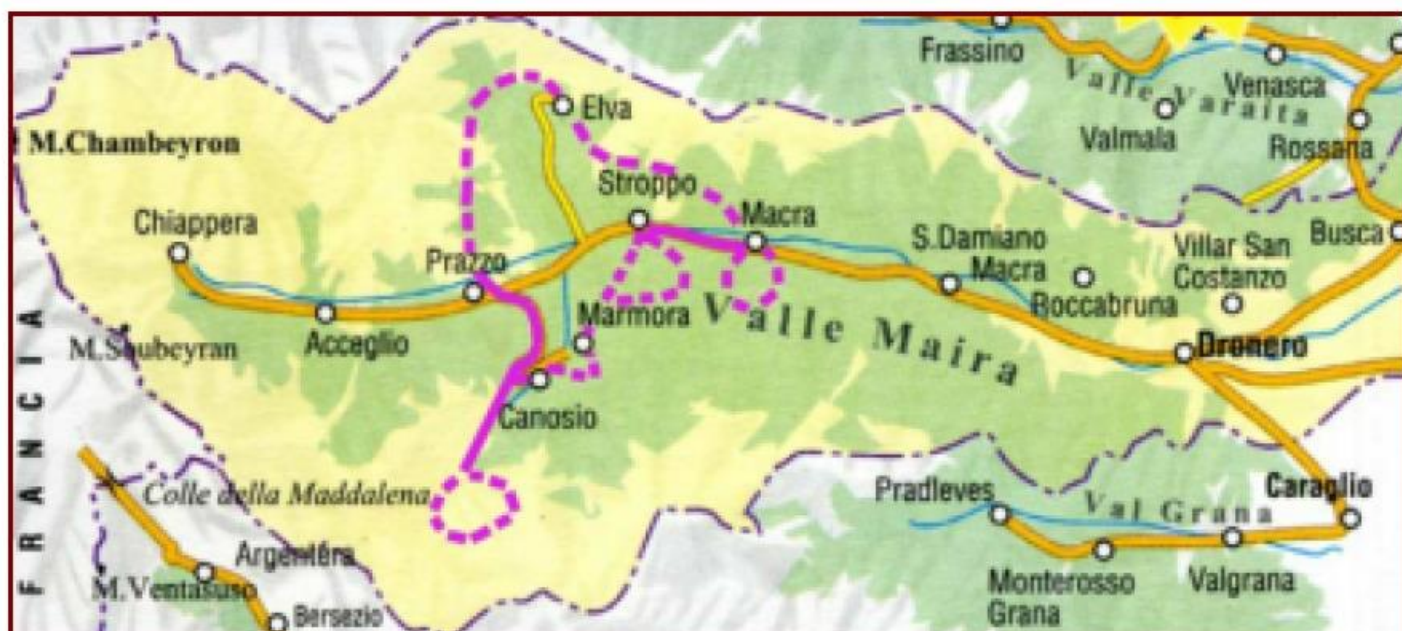 Frassino
Valle Varaita
Venasca
Valmala
Rossana
Elva
M.Chambeyron
Stroppo
Macra
Chiappera
Prazzo
S.Damiano
Macra
Villar San
Costanzo
Busca
Roccabruna
Marmora
Valle Maira
Acceglio
M.Soubeyran
Dronero
Canosio
FRANCIA
Colle della Maddalena
Pradleves
Val Grana
Caraglio
Argentera
M.Ventasuso
Bersezio
Monterosso
Grana
Valgrana